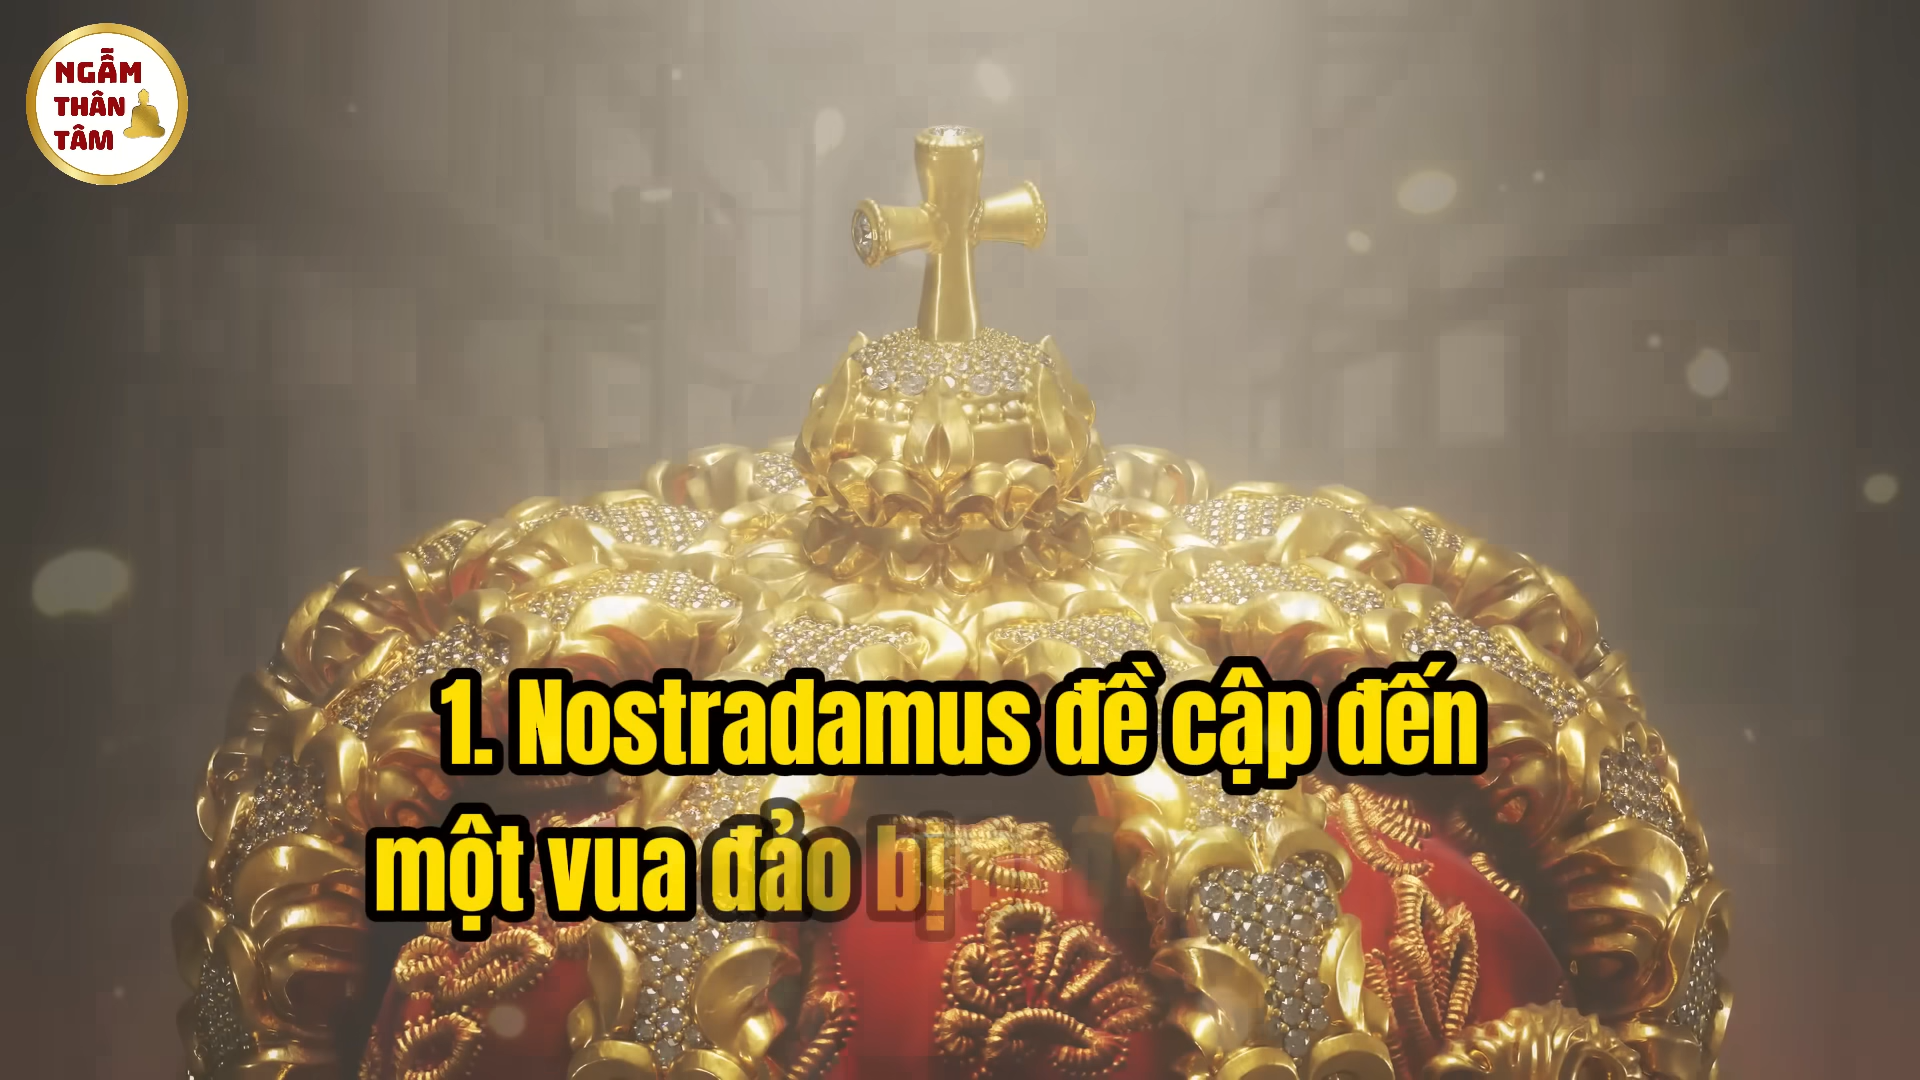 NGẪM
THÂN
TÂM
1. Nostradamus đề cập đến
một vua đảo bị